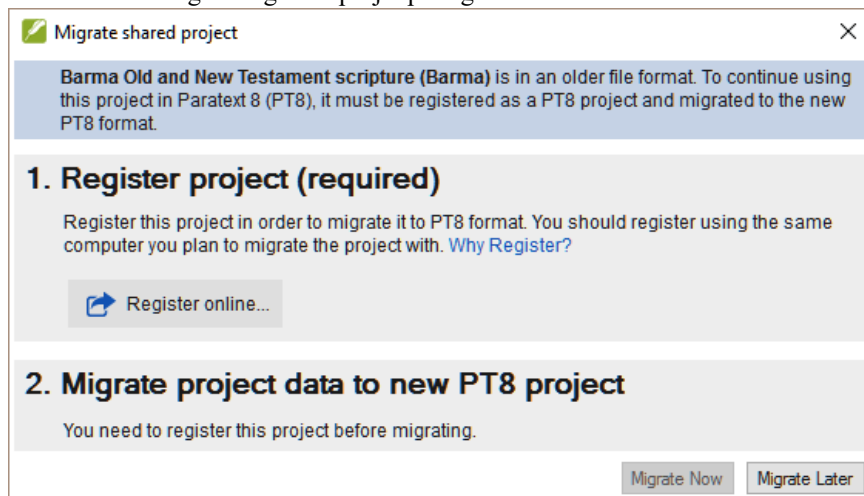 Migrate shared project
Barma Old and New Testament scripture (Barma) is in an older file format. To continue using
this project in Paratext 8 (PT8), it must be registered as a PT8 project and migrated to the new
PT8 format.
1. Register project (required)
Register this project in order to migrate it to PT8 format. You should register using the same
computer you plan to migrate the project with. Why Register?
Register online...
2. Migrate project data to new PT8 project
You need to register this project before migrating.
Migrate Now Migrate Later